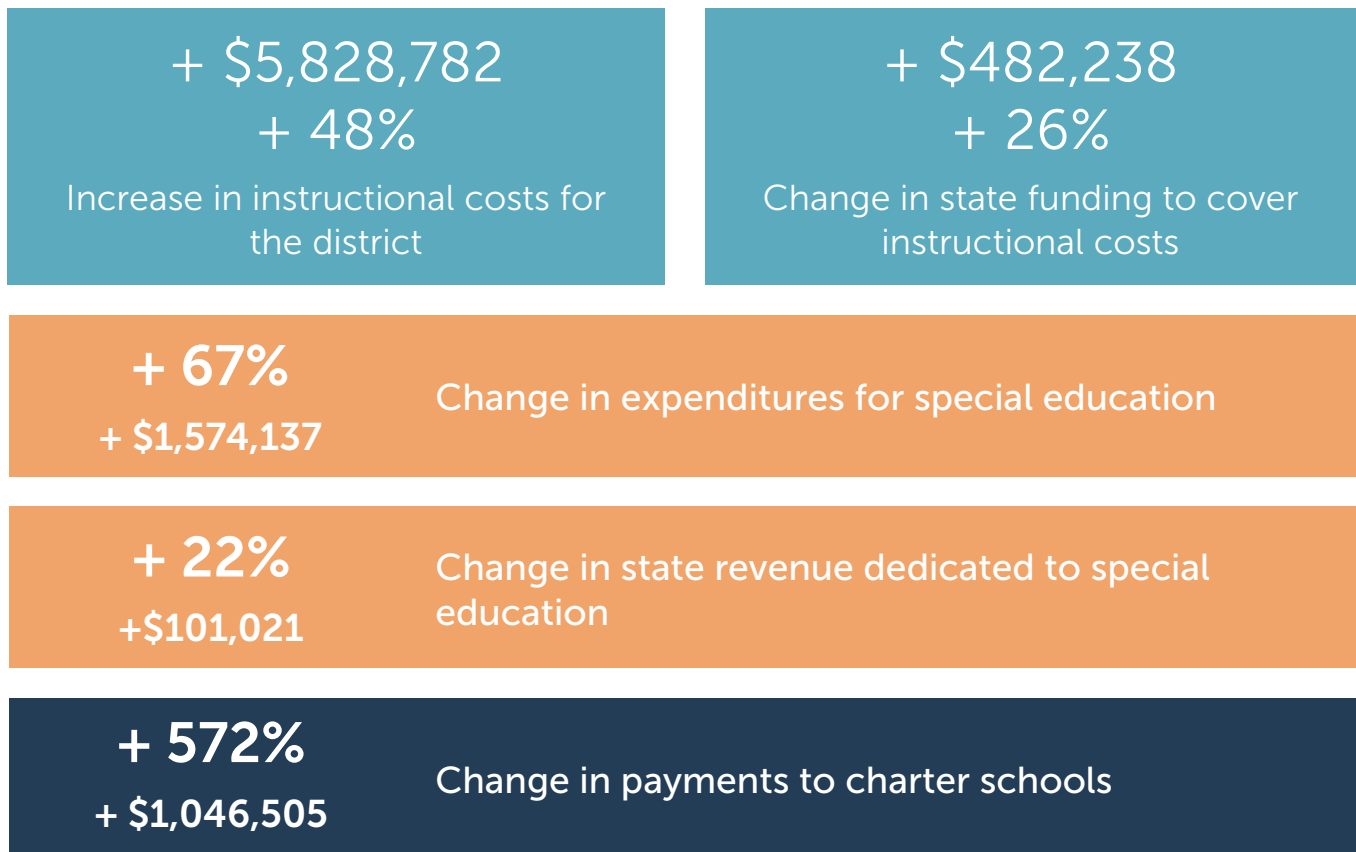 + $5,828,782
+ 48%
Increase in instructional costs for
the district
+ $482,238
+ 26%
Change in state funding to cover
instructional costs
+ 67%
+ $1,574,137
Change in expenditures for special education
+ 22%
+$101,021
Change in state revenue dedicated to special
education
+ 572%
+ $1,046,505
Change in payments to charter schools